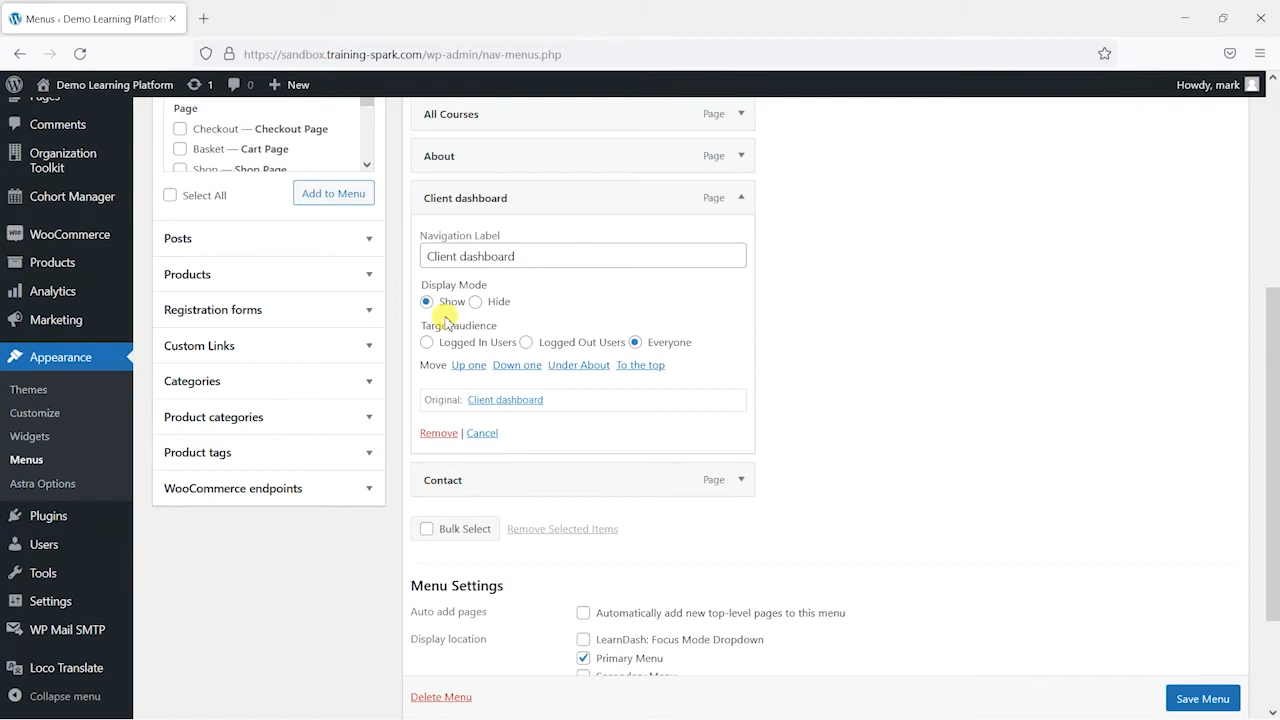 Menus ‹ Demo Learning Platform
https://sandbox.training-spark.com/wp-admin/nav-menus.php
Demo Learning Platform 1 0 New
Howdy, mark
Pages
Comments
Organization
Toolkit
Cohort Manager
WooCommerce
Products
Analytics
Marketing
Appearance
Themes
Customize
Widgets
Menus
Astra Options
Plugins
Users
Tools
Settings
WP Mail SMTP
Loco Translate
Collapse menu
Page
Checkout — Checkout Page
Basket — Cart Page
Shop — Shop Page
Select All
Add to Menu
Posts
Products
Registration forms
Custom Links
Categories
Product categories
Product tags
WooCommerce endpoints
All Courses Page
About Page
Client dashboard Page
Navigation Label
Client dashboard
Display Mode
Show Hide
Target audience
Logged In Users Logged Out Users Everyone
Move Up one Down one Under About To the top
Original: Client dashboard
Remove | Cancel
Contact Page
Bulk Select Remove Selected Items
Menu Settings
Auto add pages Automatically add new top-level pages to this menu
Display location LearnDash: Focus Mode Dropdown
Primary Menu
Secondary Menu
Delete Menu
Save Menu